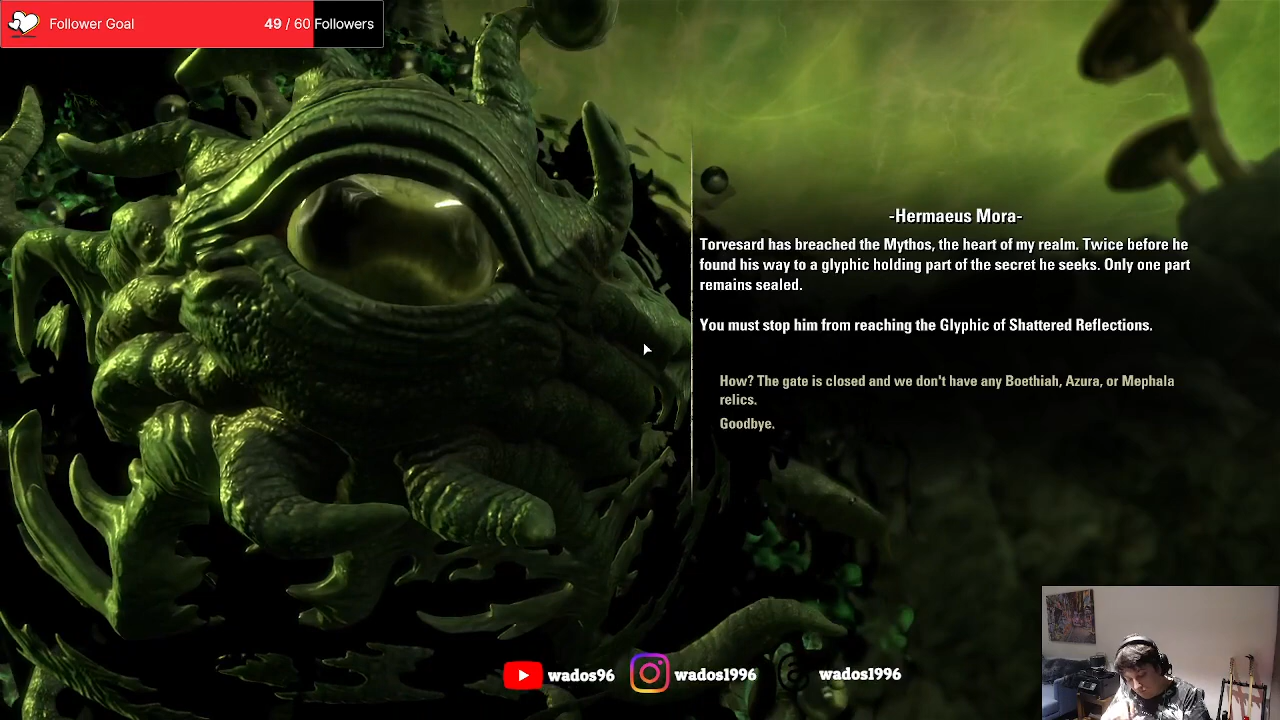 Follower Goal 49 / 60 Followers
-Hermaeus Mora-
Torvesard has breached the Mythos, the heart of my realm. Twice before he
found his way to a glyphic holding part of the secret he seeks. Only one part
remains sealed.
You must stop him from reaching the Glyphic of Shattered Reflections.
How? The gate is closed and we don't have any Boethiah, Azura, or Mephala
relics.
Goodbye.
wados96 wados1996 wados1996